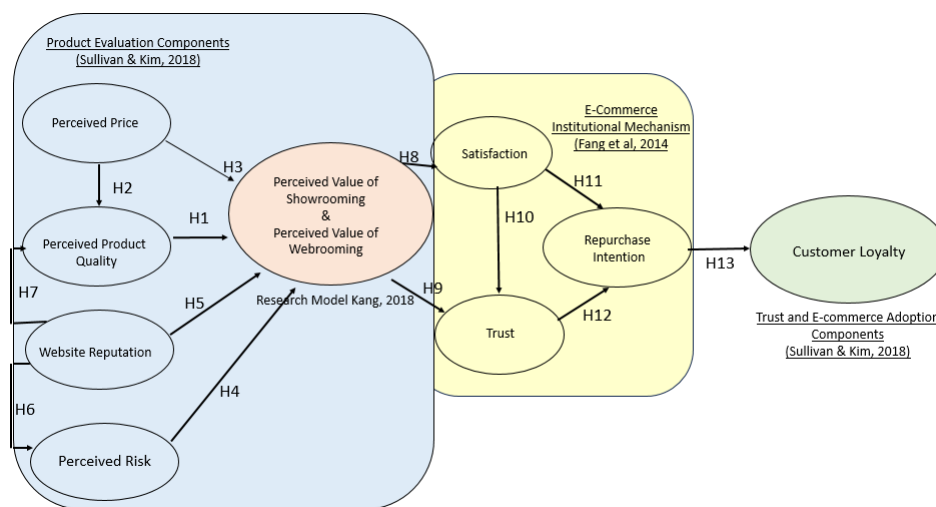 Product Evaluation Components
(Sullivan & Kim, 2018)
Perceived Price
H2
H3
Perceived Product
Quality
H1
H7
Website Reputation
H5
H6
H4
Perceived Risk
Perceived Value of
Showrooming
&
Perceived Value of
Webrooming
Research Model Kang, 2018
H8
H9
E-Commerce
Institutional Mechanism
(Fang et al, 2014
Satisfaction
H11
H10
Repurchase
Intention
H12
Trust
H13
Customer Loyalty
Trust and E-commerce Adoption
Components
(Sullivan & Kim, 2018)